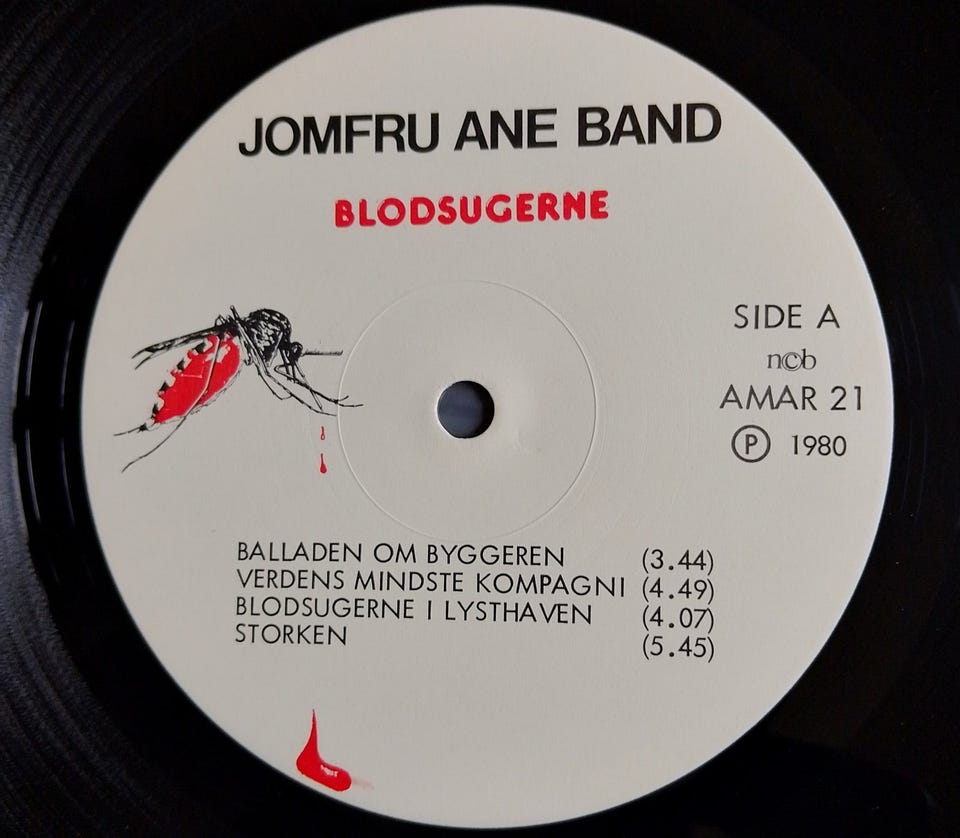 JOMFRU ANE BAND
BLODSUGERNE
SIDE A
n©b
AMAR 21
Ⓟ 1980
BALLADEN OM BYGGEREN (3.44)
VERDENS MINDSTE KOMPAGNI (4.49)
BLODSUGERNE I LYSTHAVEN (4.07)
STORKEN (5.45)